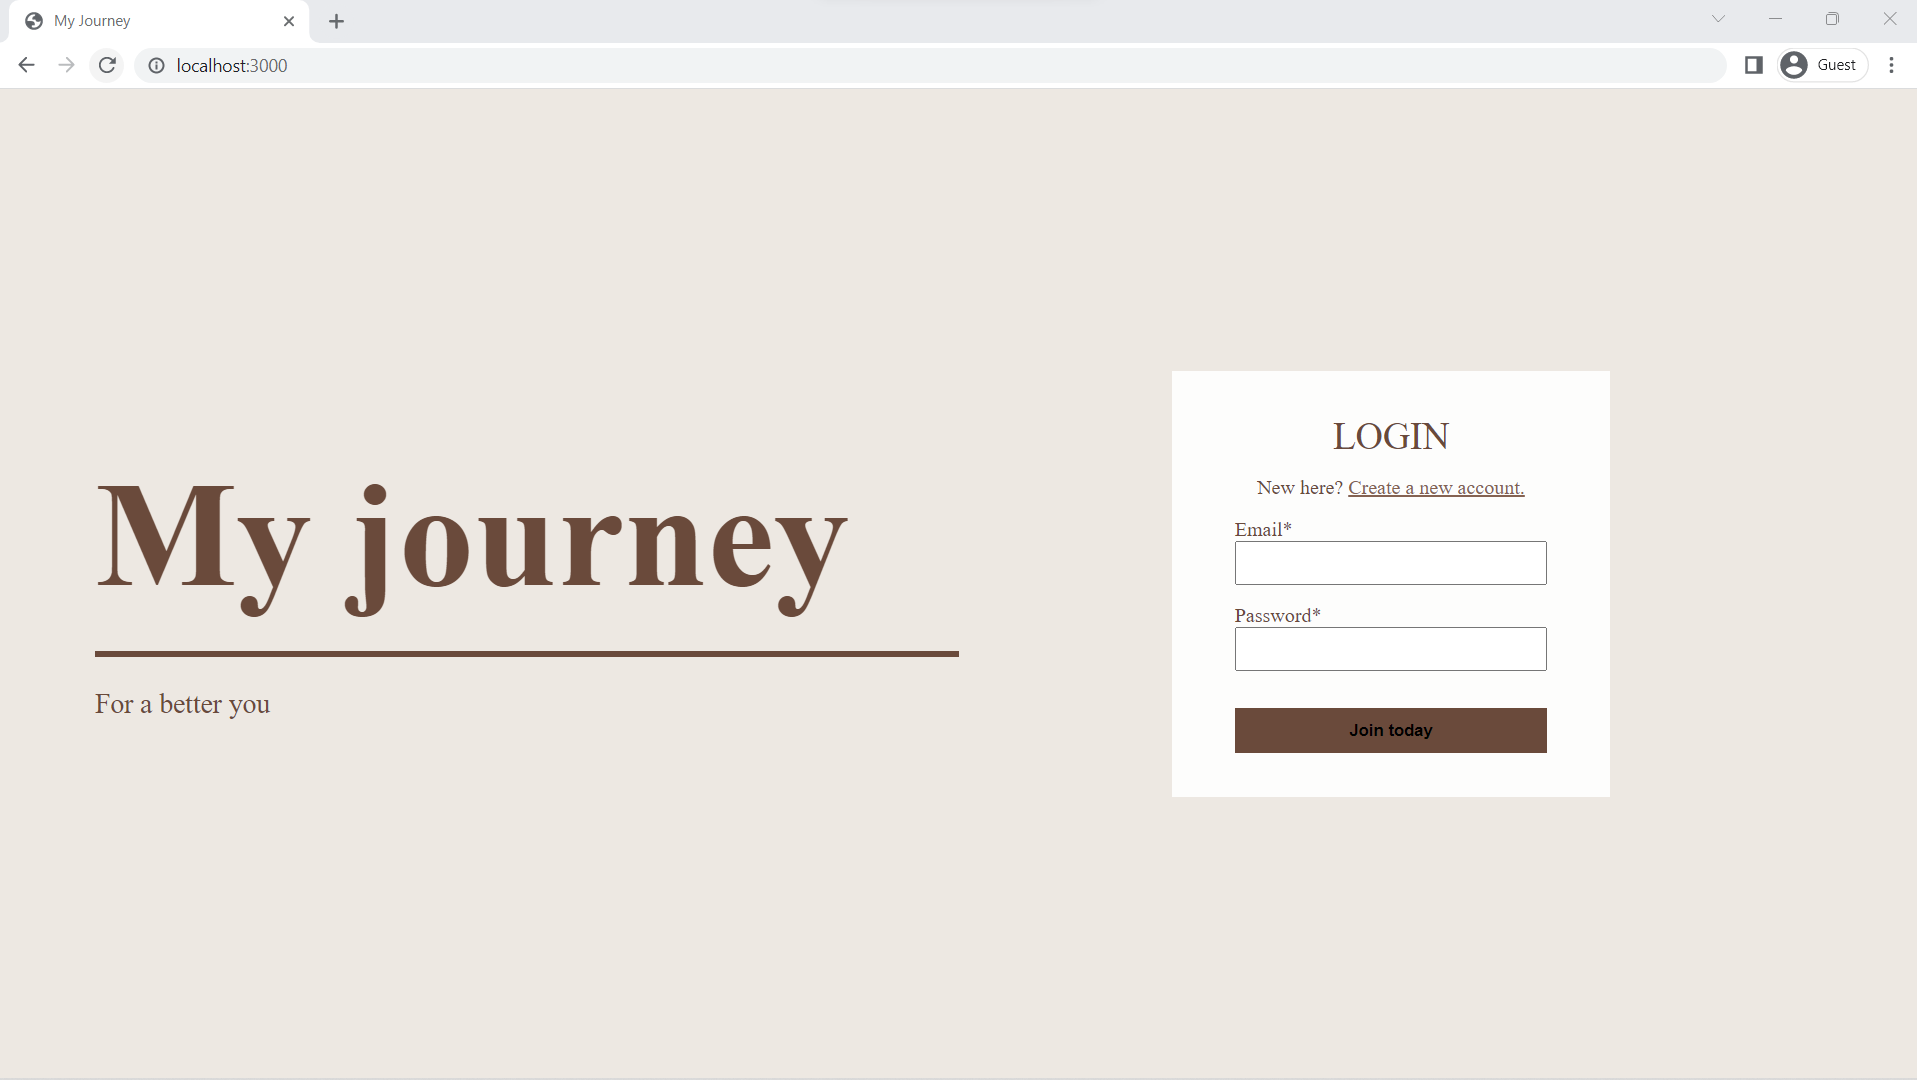 My Journey
localhost:3000
Guest
My journey
For a better you
LOGIN
New here? Create a new account.
Email*
Password*
Join today